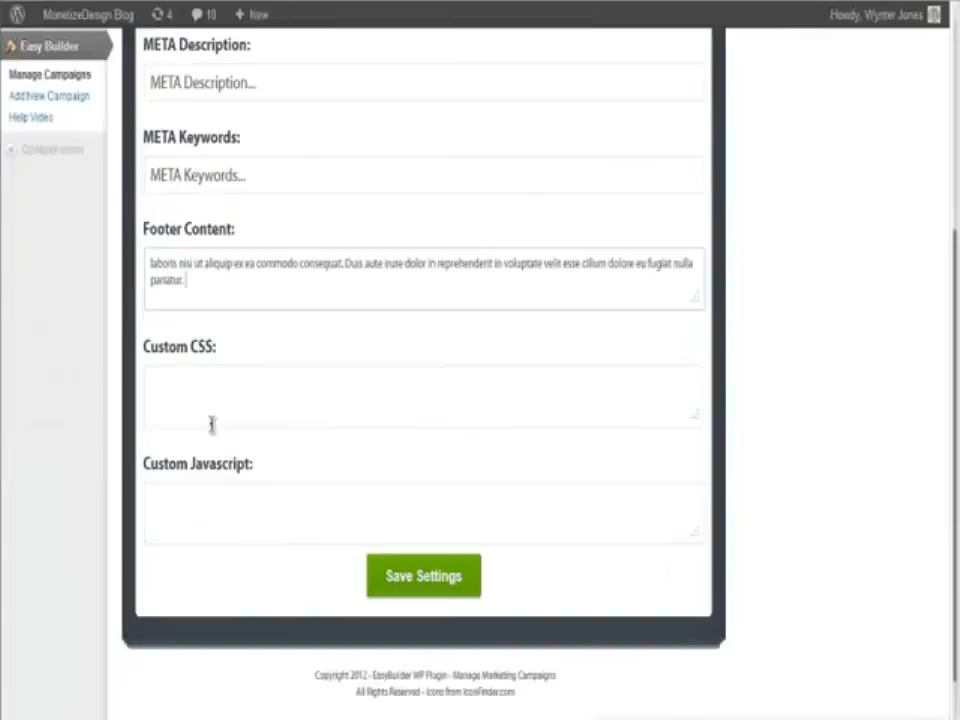 MonetizeDesign Blog 4 10 + New Howdy, Wynter Jones
Easy Builder
Manage Campaigns
Add New Campaign
Help Video
META Description:
META Description...
META Keywords:
META Keywords...
Footer Content:
laboris nisi ut aliquip ex ea commodo consequat. Duis aute irure dolor in reprehenderit in voluptate velit esse cillum dolore eu fugiat nulla
pariatur.
Custom CSS:
Custom Javascript:
Save Settings
Copyright 2012 - EasyBuilder WP Plugin - Manage Marketing Campaigns
All Rights Reserved - Icons from IconFinder.com